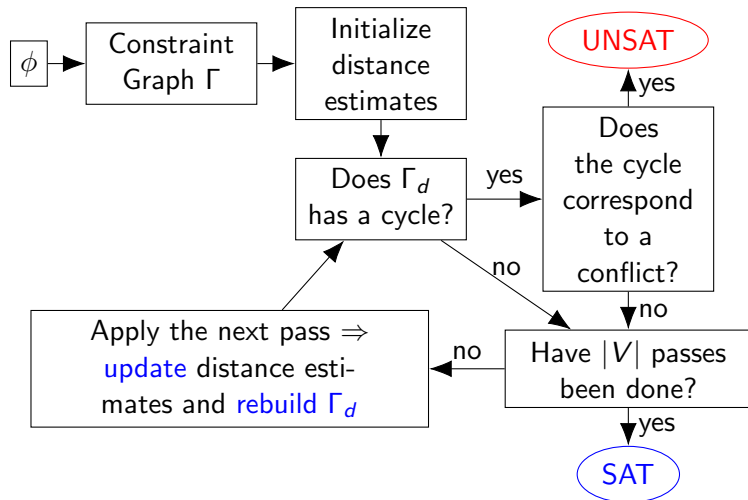 ϕ
Constraint
Graph Γ
Initialize
distance
estimates
UNSAT
yes
Does
the cycle
correspond
to a
conflict?
Does Γ_d
has a cycle?
yes
no
no
Apply the next pass ⇒
update distance esti-
mates and rebuild Γ_d
no
Have |V| passes
been done?
yes
SAT